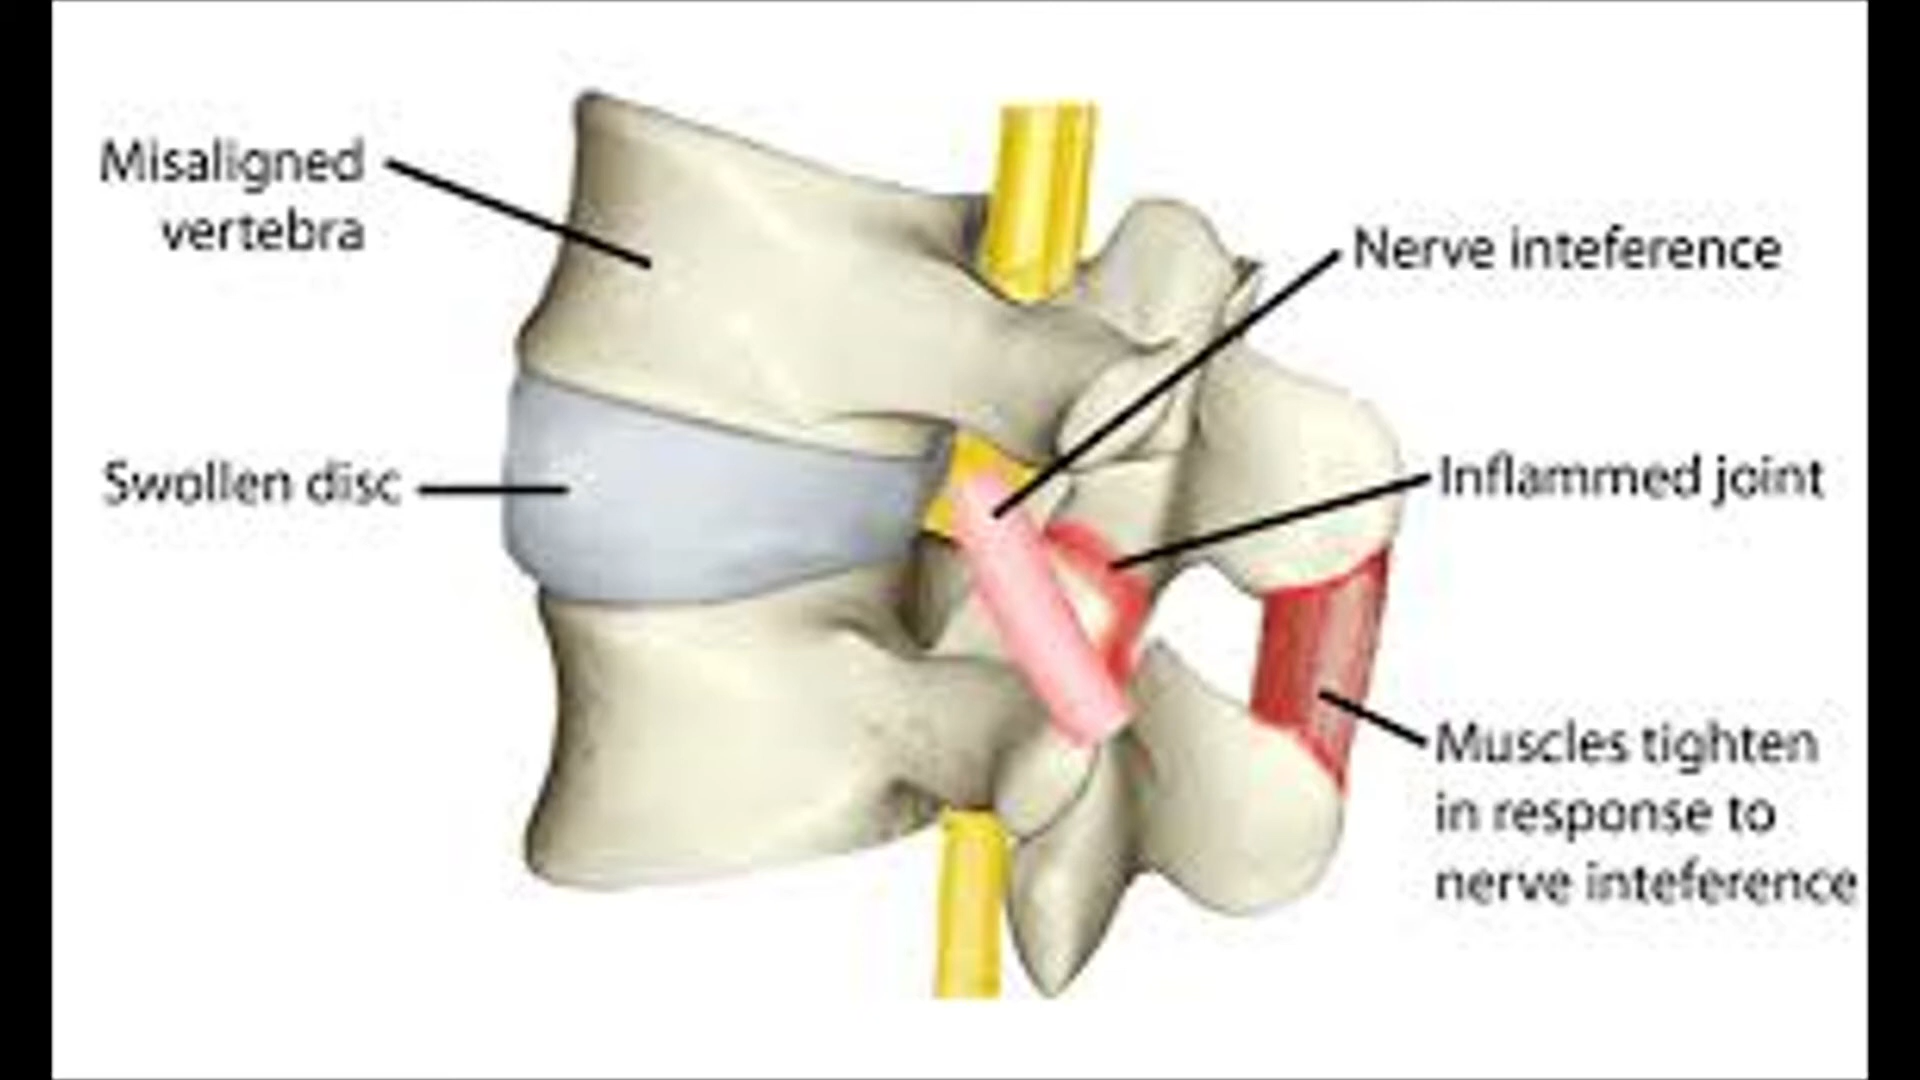 Misaligned
vertebra
Nerve inteference
Swollen disc
Inflammed joint
Muscles tighten
in response to
nerve inteference